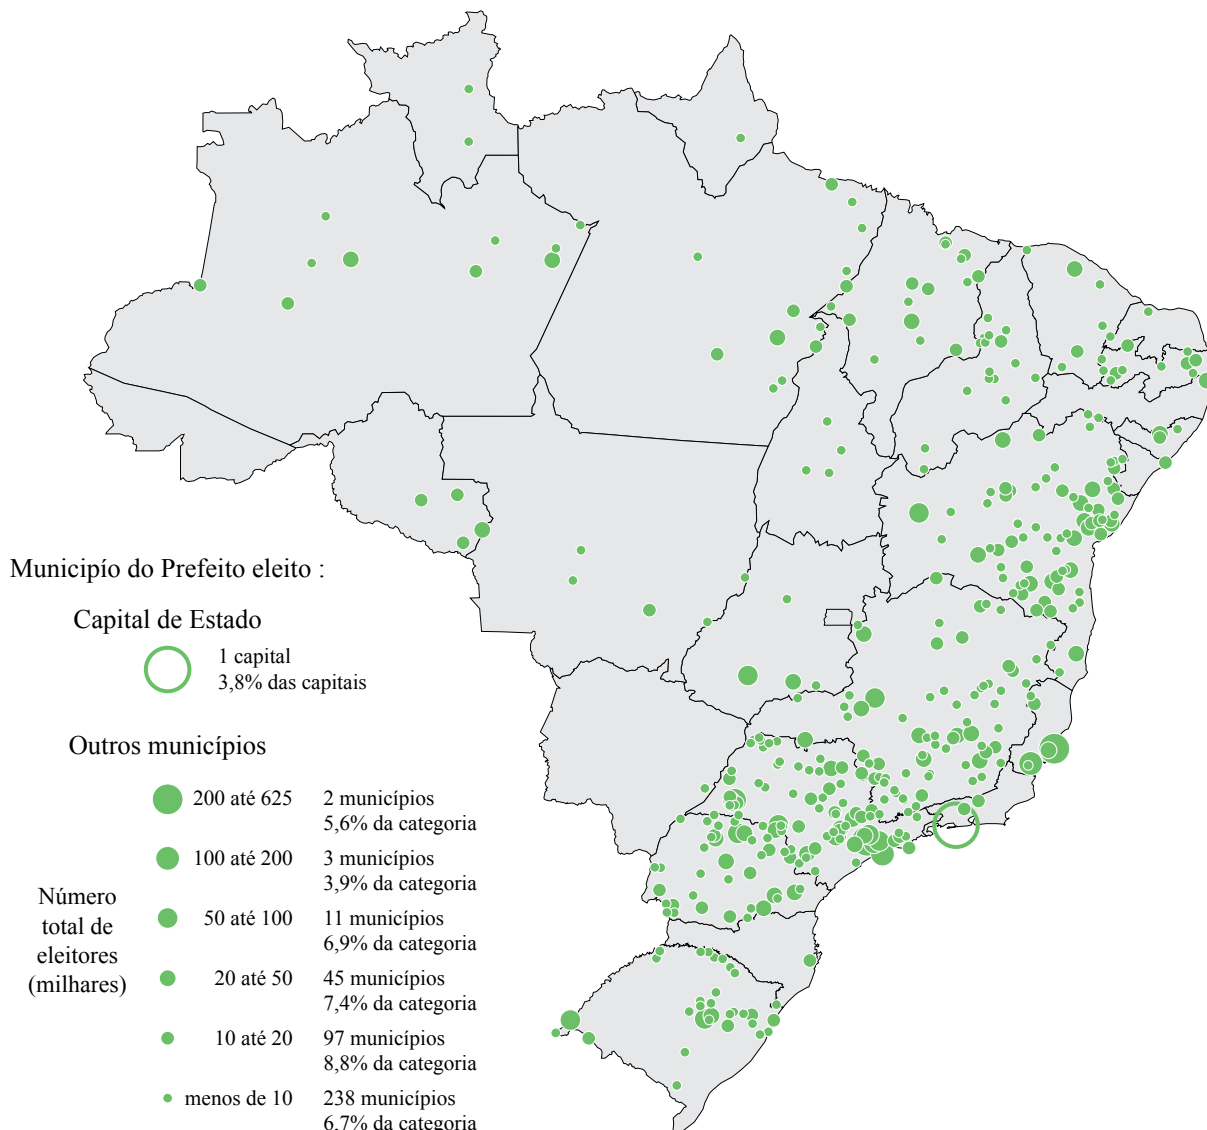 Municipío do Prefeito eleito :
Capital de Estado
1 capital
3,8% das capitais
Outros municípios
200 até 625 2 municípios
5,6% da categoria
100 até 200 3 municípios
3,9% da categoria
Número
total de
eleitores
(milhares)
50 até 100 11 municípios
6,9% da categoria
20 até 50 45 municípios
7,4% da categoria
10 até 20 97 municípios
8,8% da categoria
menos de 10 238 municípios
6,7% da categoria